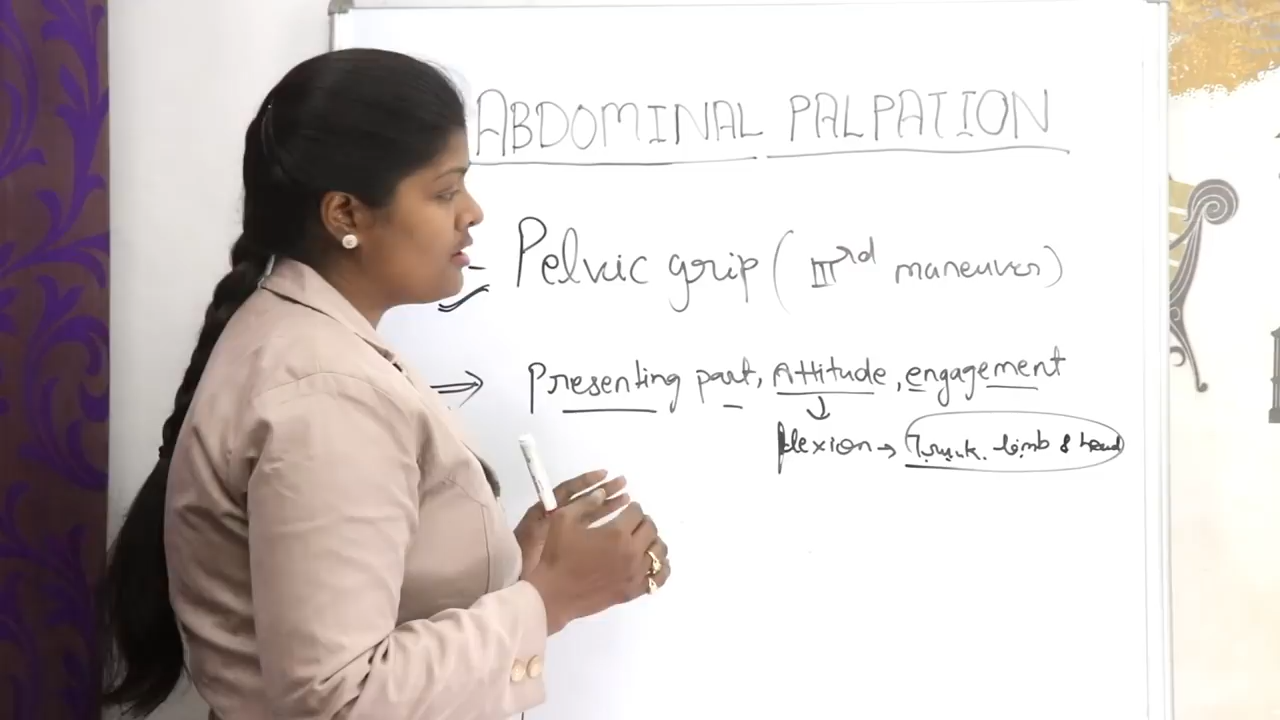 ABDOMINAL PALPATION
Pelvic grip (IIIrd maneuver)
Presenting part, Attitude, engagement
flexion → Trunk. limb & head